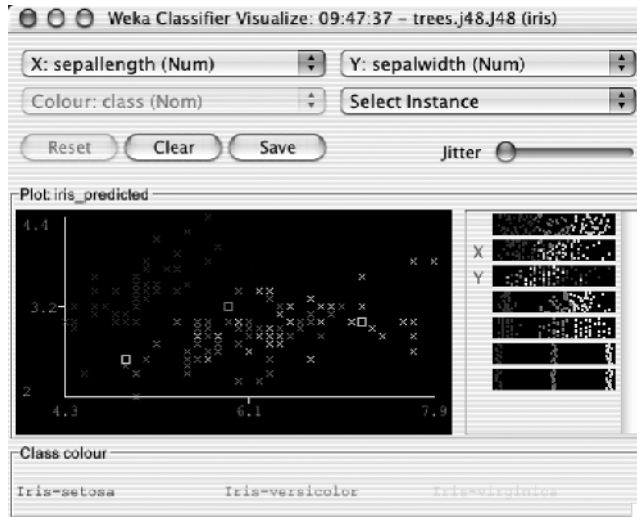 Weka Classifier Visualize: 09:47:37 – trees.j48.J48 (iris)
X: sepallength (Num)
Y: sepalwidth (Num)
Colour: class (Nom)
Select Instance
Reset
Clear
Save
Jitter
Plot: iris_predicted
4.4
3.2
2
4.3
6.1
7.9
X
Y
Class colour
Iris-setosa
Iris-versicolor
Iris-virginica